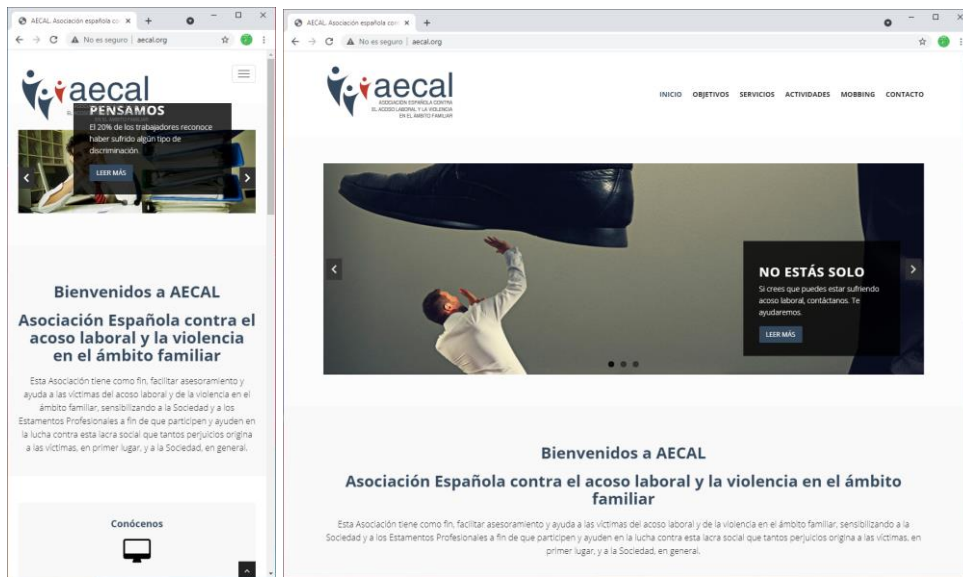 AECAL. Asociación española co
No es seguro | aecal.org
aecal
PENSAMOS
El 20% de los trabajadores reconoce
haber sufrido algún tipo de
discriminación.
LEER MÁS
Bienvenidos a AECAL
Asociación Española contra el
acoso laboral y la violencia
en el ámbito familiar
Esta Asociación tiene como fin, facilitar asesoramiento y
ayuda a las víctimas del acoso laboral y de la violencia en el
ámbito familiar, sensibilizando a la Sociedad y a los
Estamentos Profesionales a fin de que participen y ayuden en
la lucha contra esta lacra social que tantos perjuicios origina
a las víctimas, en primer lugar, y a la Sociedad, en general.
Conócenos
AECAL. Asociación española con
No es seguro | aecal.org
aecal
ASOCIACIÓN ESPAÑOLA CONTRA
EL ACOSO LABORAL Y LA VIOLENCIA
EN EL ÁMBITO FAMILIAR
INICIO OBJETIVOS SERVICIOS ACTIVIDADES MOBBING CONTACTO
NO ESTÁS SOLO
Si crees que puedes estar sufriendo
acoso laboral, contáctanos. Te
ayudaremos.
LEER MÁS
Bienvenidos a AECAL
Asociación Española contra el acoso laboral y la violencia en el ámbito
familiar
Esta Asociación tiene como fin, facilitar asesoramiento y ayuda a las víctimas del acoso laboral y de la violencia en el ámbito familiar, sensibilizando a la
Sociedad y a los Estamentos Profesionales a fin de que participen y ayuden en la lucha contra esta lacra social que tantos perjuicios origina a las víctimas, en
primer lugar, y a la Sociedad, en general.